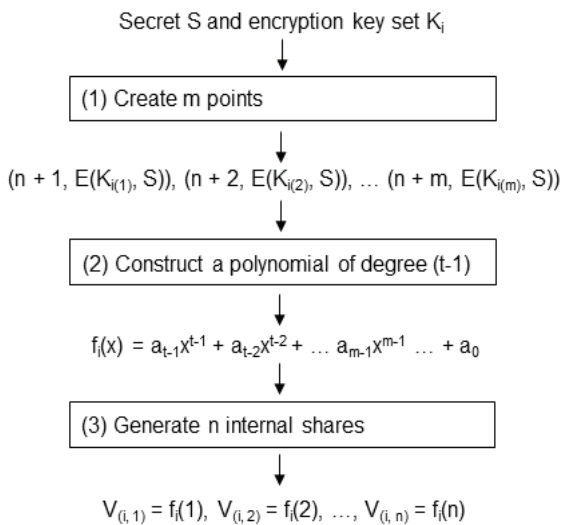 Secret S and encryption key set Kᵢ
(1) Create m points
(n + 1, E(Kᵢ₍₁₎, S)), (n + 2, E(Kᵢ₍₂₎, S)), … (n + m, E(Kᵢ₍ₘ₎, S))
(2) Construct a polynomial of degree (t-1)
fᵢ(x) = aₜ₋₁xᵗ⁻¹ + aₜ₋₂xᵗ⁻² + … aₘ₋₁xᵐ⁻¹ … + a₀
(3) Generate n internal shares
V₍ᵢ, ₁₎ = fᵢ(1), V₍ᵢ, ₂₎ = fᵢ(2), …, V₍ᵢ, ₙ₎ = fᵢ(n)